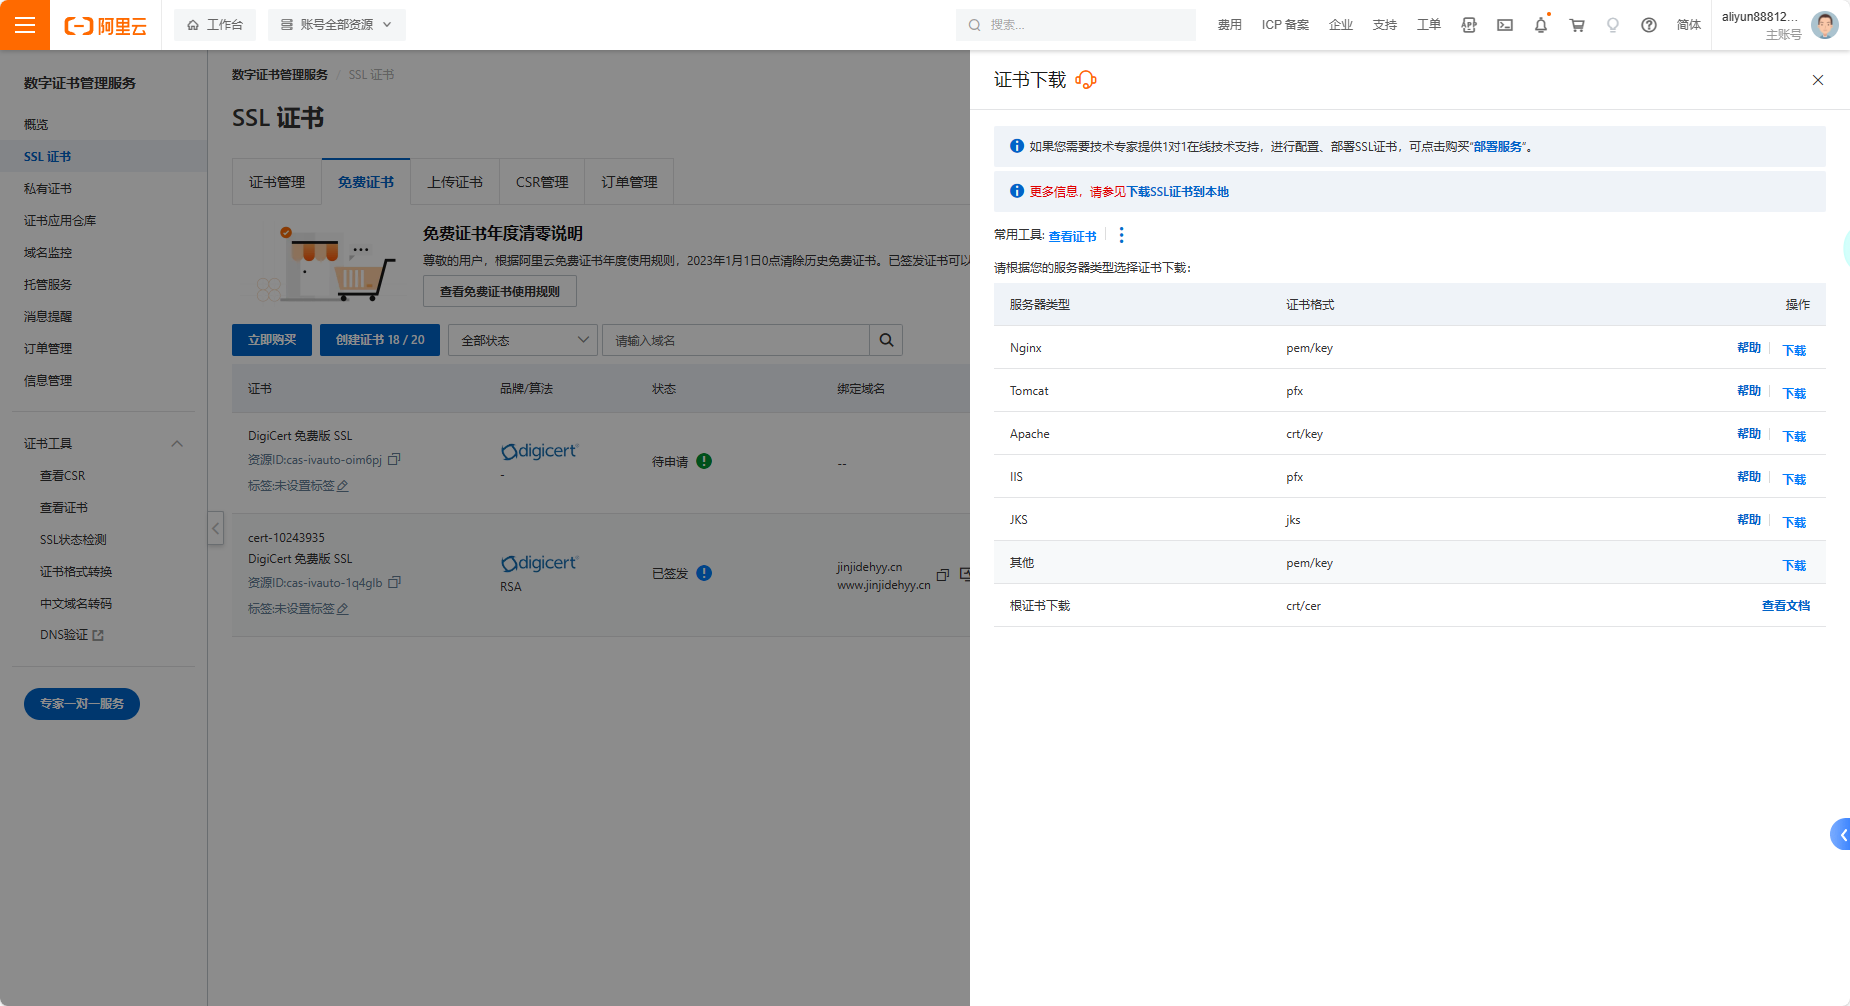 阿里云
工作台
账号全部资源
搜索...
费用
ICP 备案
企业
支持
工单
简体
aliyun88812...
主账号
数字证书管理服务
概览
SSL 证书
私有证书
证书应用仓库
域名监控
托管服务
消息提醒
订单管理
信息管理
证书工具
查看CSR
查看证书
SSL状态检测
证书格式转换
中文域名转码
DNS验证
专家一对一服务
数字证书管理服务 / SSL 证书
SSL 证书
证书管理
免费证书
上传证书
CSR管理
订单管理
免费证书年度清零说明
尊敬的用户，根据阿里云免费证书年度使用规则，2023年1月1日0点清除历史免费证书。已签发证书可以
查看免费证书使用规则
立即购买
创建证书 18 / 20
全部状态
请输入域名
证书
品牌/算法
状态
绑定域名
DigiCert 免费版 SSL
资源ID:cas-ivauto-oim6pj
标签:未设置标签
digicert
-
待申请
--
cert-10243935
DigiCert 免费版 SSL
资源ID:cas-ivauto-1q4glb
标签:未设置标签
digicert
RSA
已签发
jinjidehyy.cn
www.jinjidehyy.cn
证书下载
如果您需要技术专家提供1对1在线技术支持，进行配置、部署SSL证书，可点击购买“部署服务”。
更多信息，请参见下载SSL证书到本地
常用工具: 查看证书
请根据您的服务器类型选择证书下载：
服务器类型 证书格式 操作
Nginx pem/key 帮助 下载
Tomcat pfx 帮助 下载
Apache crt/key 帮助 下载
IIS pfx 帮助 下载
JKS jks 帮助 下载
其他 pem/key 下载
根证书下载 crt/cer 查看文档